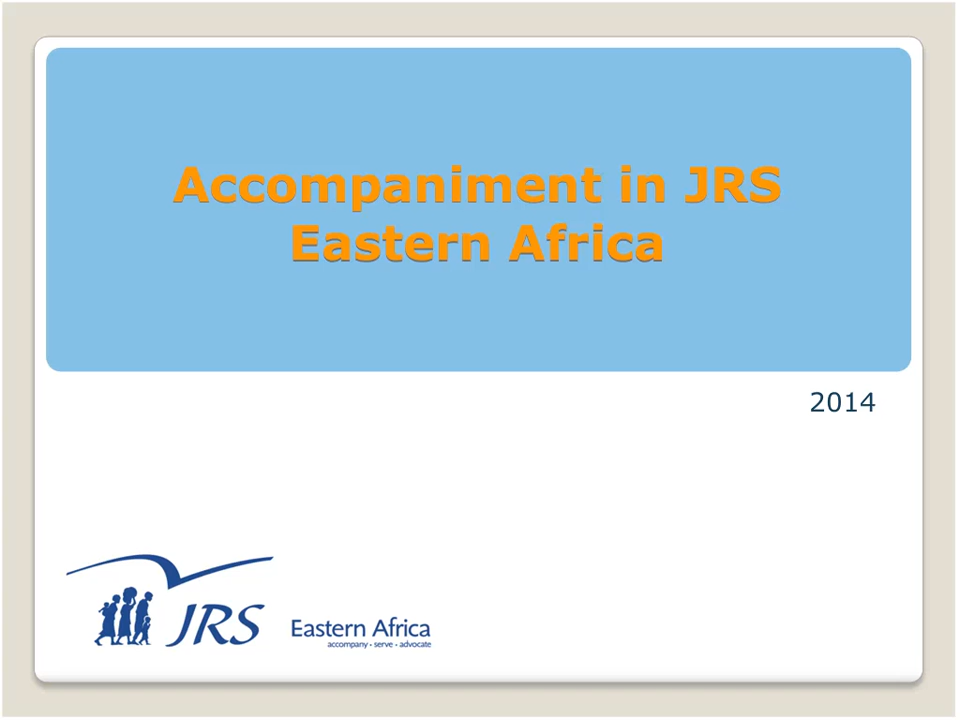 Accompaniment in JRS
Eastern Africa
2014
JRS
Eastern Africa
accompany - serve - advocate